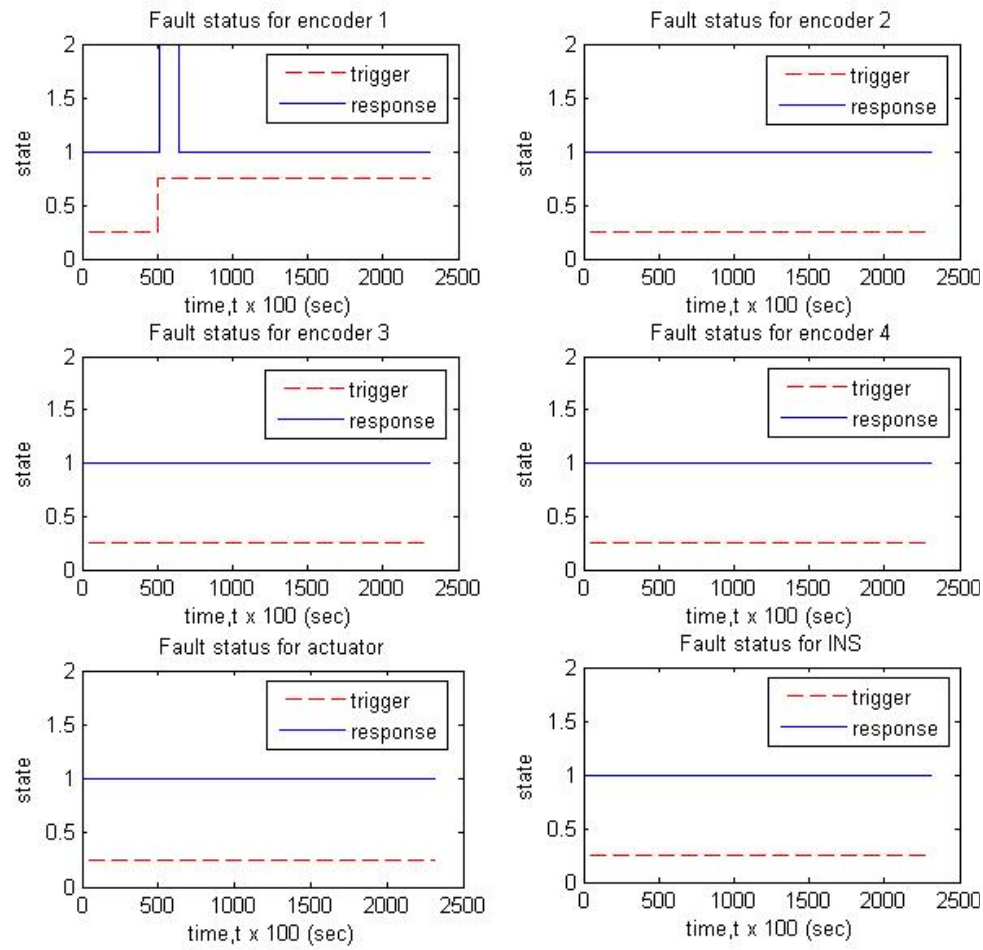 Fault status for encoder 1
2
1.5
1
0.5
0
state
trigger
response
0 500 1000 1500 2000 2500
time,t x 100 (sec)
Fault status for encoder 2
2
1.5
1
0.5
0
state
trigger
response
0 500 1000 1500 2000 2500
time,t x 100 (sec)
Fault status for encoder 3
2
1.5
1
0.5
0
state
trigger
response
0 500 1000 1500 2000 2500
time,t x 100 (sec)
Fault status for encoder 4
2
1.5
1
0.5
0
state
trigger
response
0 500 1000 1500 2000 2500
time,t x 100 (sec)
Fault status for actuator
2
1.5
1
0.5
0
state
trigger
response
0 500 1000 1500 2000 2500
time,t x 100 (sec)
Fault status for INS
2
1.5
1
0.5
0
state
trigger
response
0 500 1000 1500 2000 2500
time,t x 100 (sec)